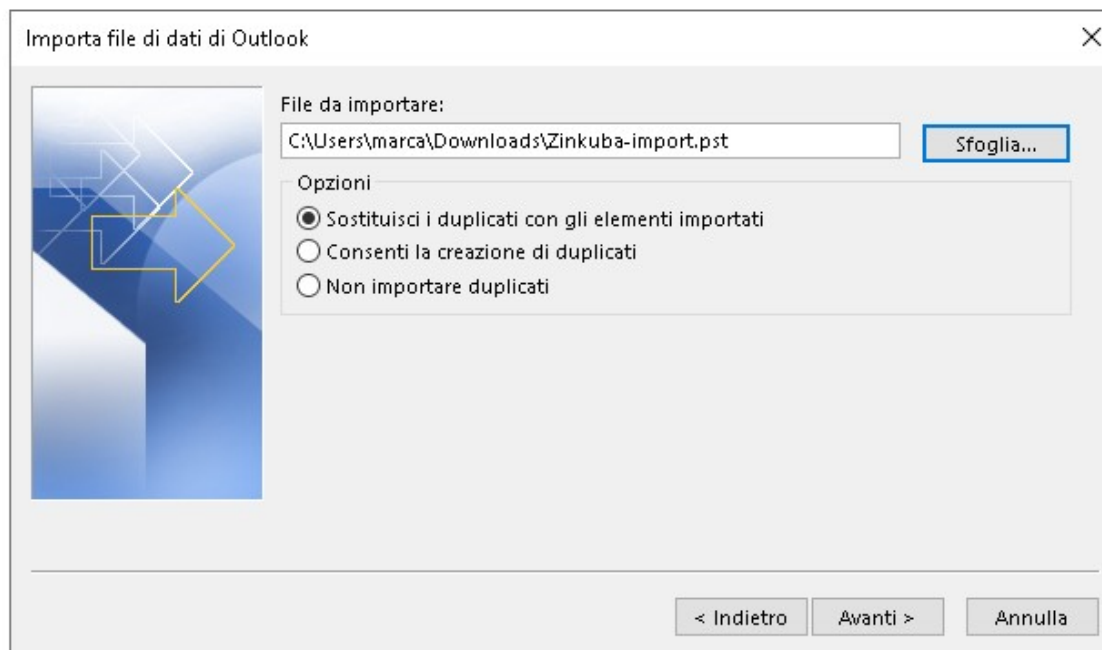 Importa file di dati di Outlook
File da importare:
C:\Users\marca\Downloads\Zinkuba-import.pst
Sfoglia...
Opzioni
Sostituisci i duplicati con gli elementi importati
Consenti la creazione di duplicati
Non importare duplicati
< Indietro
Avanti >
Annulla